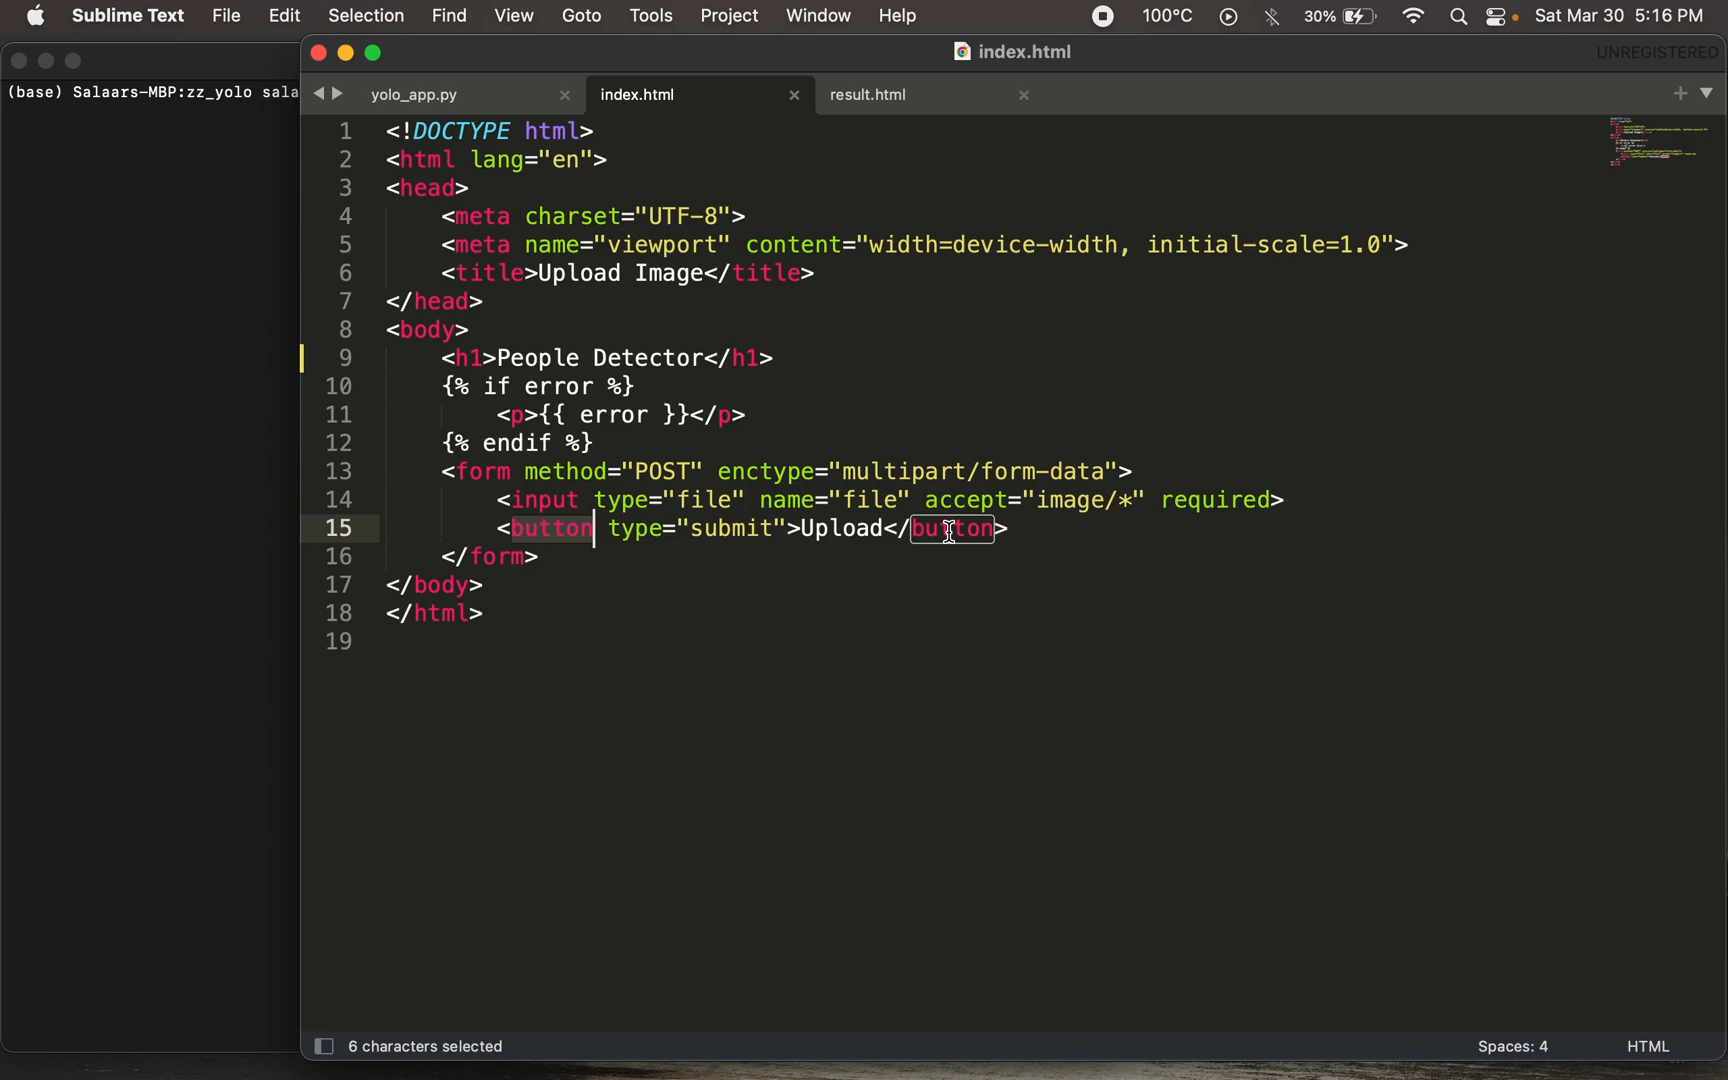 Sublime Text File Edit Selection Find View Goto Tools Project Window Help 100°C 30% Sat Mar 30 5:16 PM
index.html UNREGISTERED
(base) Salaars-MBP:zz_yolo sala
yolo_app.py index.html result.html
1 <!DOCTYPE html>
2 <html lang="en">
3 <head>
4 <meta charset="UTF-8">
5 <meta name="viewport" content="width=device-width, initial-scale=1.0">
6 <title>Upload Image</title>
7 </head>
8 <body>
9 <h1>People Detector</h1>
10 {% if error %}
11 <p>{{ error }}</p>
12 {% endif %}
13 <form method="POST" enctype="multipart/form-data">
14 <input type="file" name="file" accept="image/*" required>
15 <button type="submit">Upload</button>
16 </form>
17 </body>
18 </html>
19
6 characters selected Spaces: 4 HTML